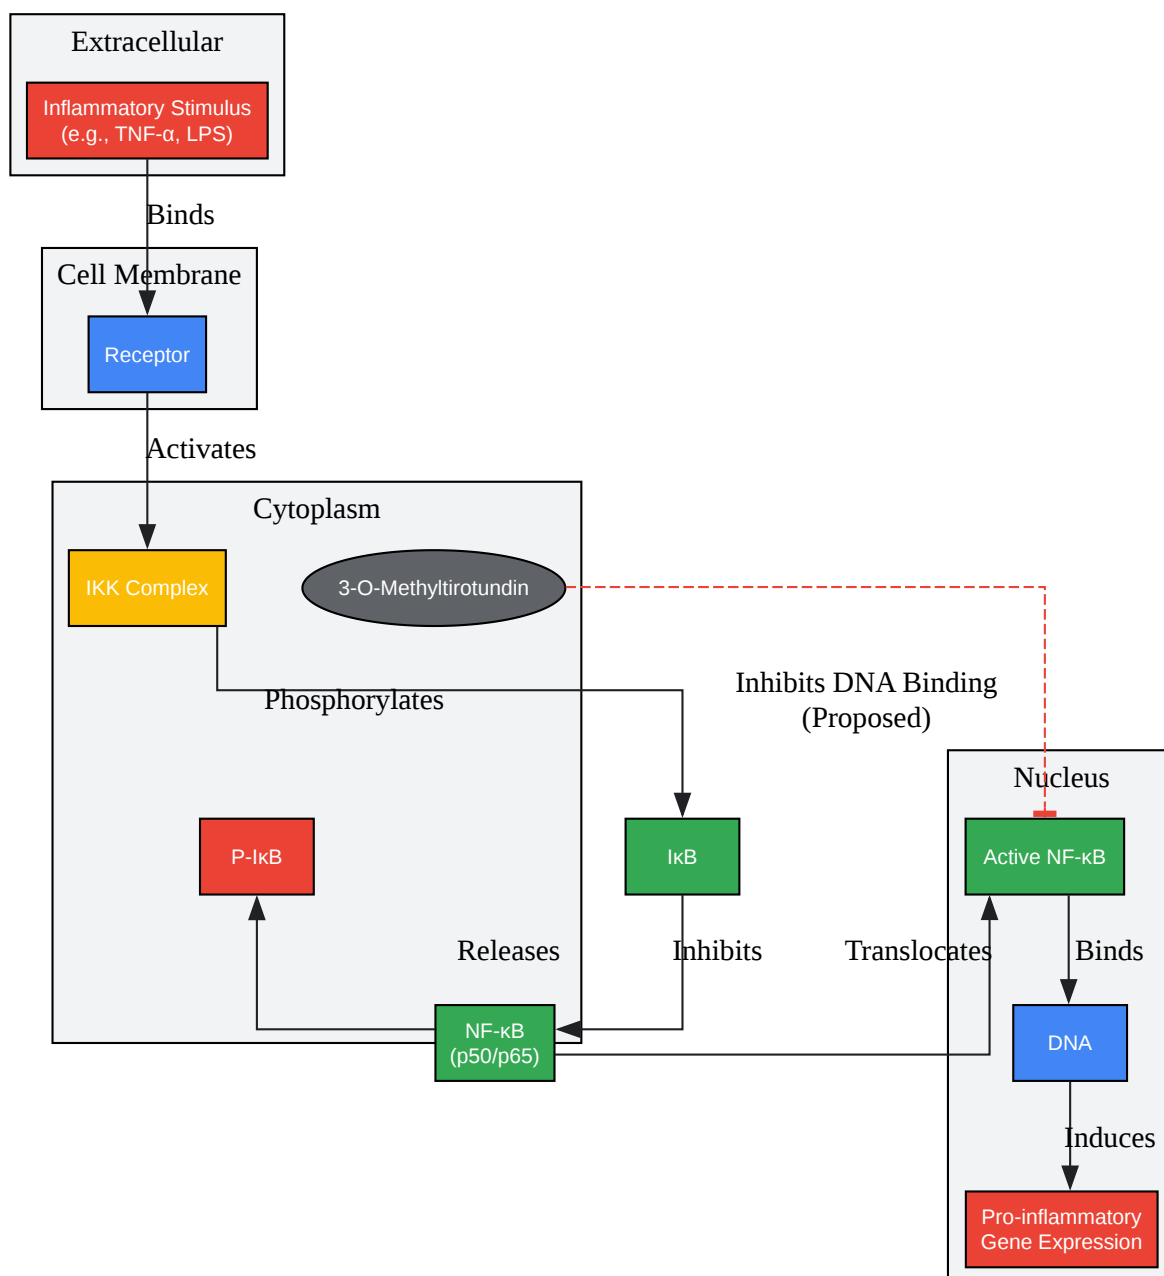 Extracellular
Inflammatory Stimulus
(e.g., TNF-α, LPS)
Binds
Cell Membrane
Receptor
Activates
Cytoplasm
IKK Complex
3-O-Methyltirotundin
Phosphorylates
Inhibits DNA Binding
(Proposed)
Nucleus
P-IκB
IκB
Active NF-κB
Releases
Inhibits
Translocates
Binds
NF-κB
(p50/p65)
DNA
Induces
Pro-inflammatory
Gene Expression